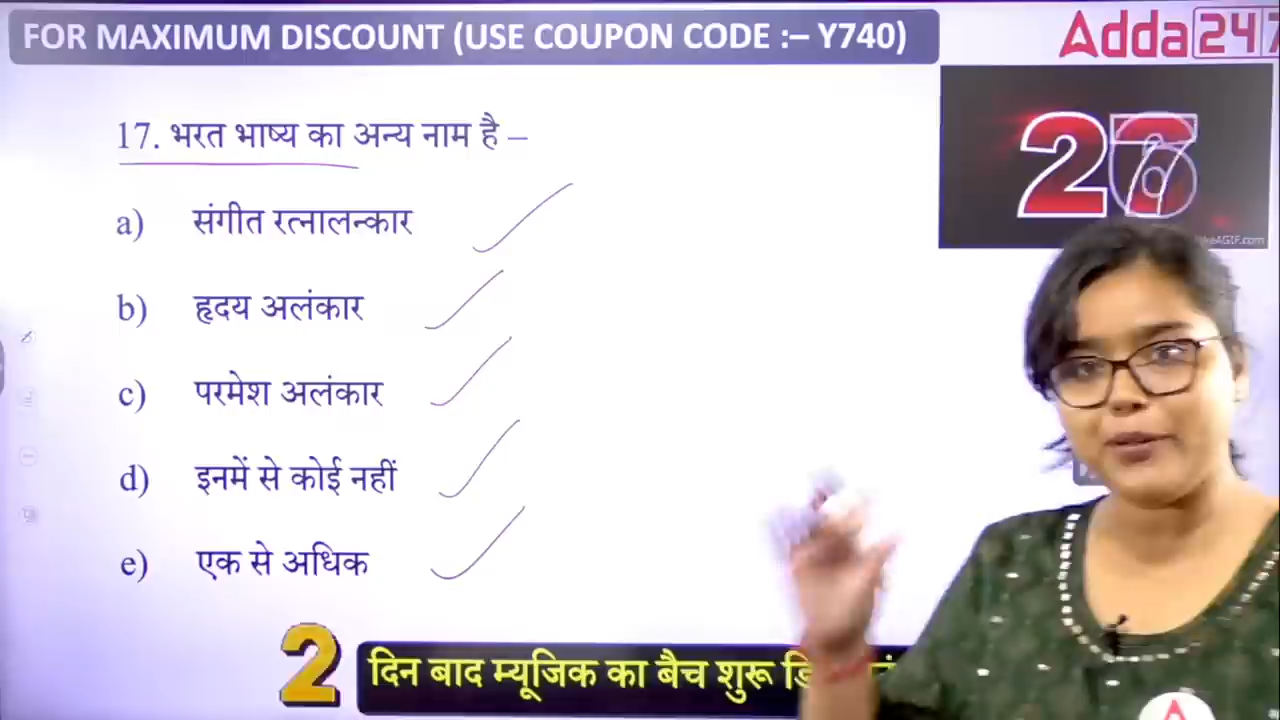 FOR MAXIMUM DISCOUNT (USE COUPON CODE :– Y740)
Adda247
17. भरत भाष्य का अन्य नाम है –
a) संगीत रत्नालन्कार
b) हृदय अलंकार
c) परमेश अलंकार
d) इनमें से कोई नहीं
e) एक से अधिक
2 दिन बाद म्यूजिक का बैच शुरू